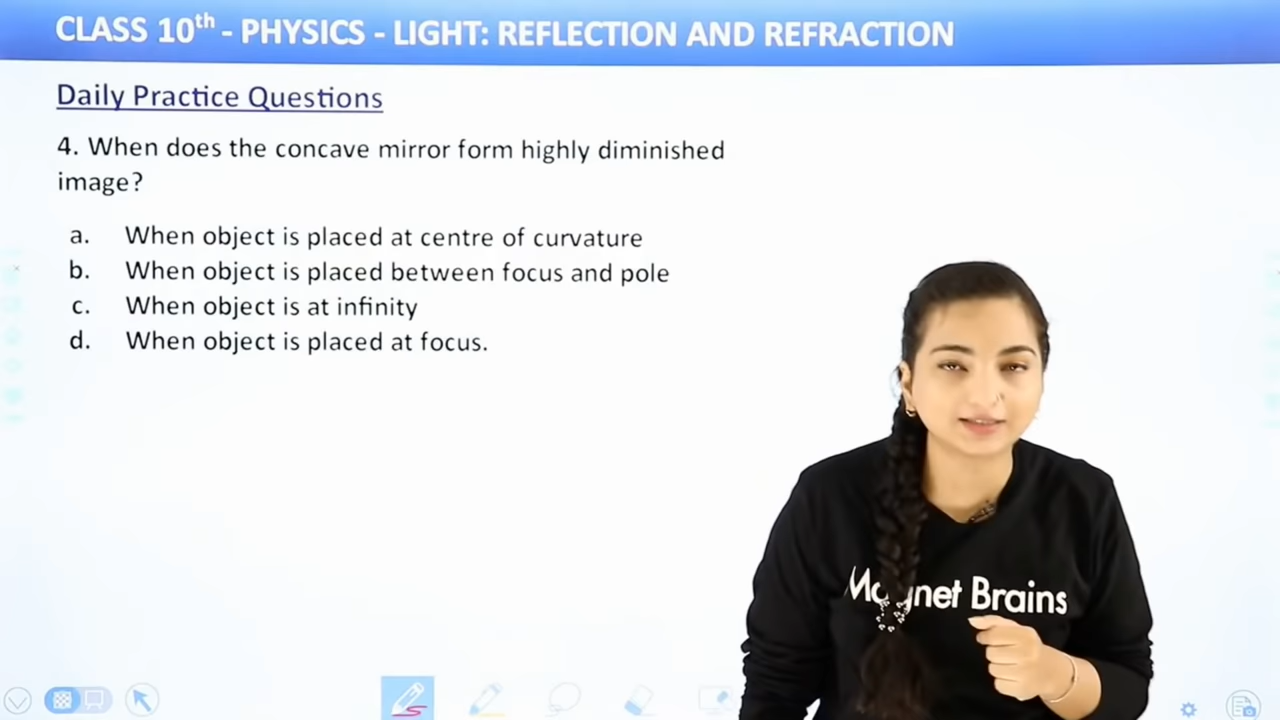 CLASS 10th - PHYSICS - LIGHT: REFLECTION AND REFRACTION
Daily Practice Questions
4. When does the concave mirror form highly diminished
image?
a. When object is placed at centre of curvature
b. When object is placed between focus and pole
c. When object is at infinity
d. When object is placed at focus.
Magnet Brains